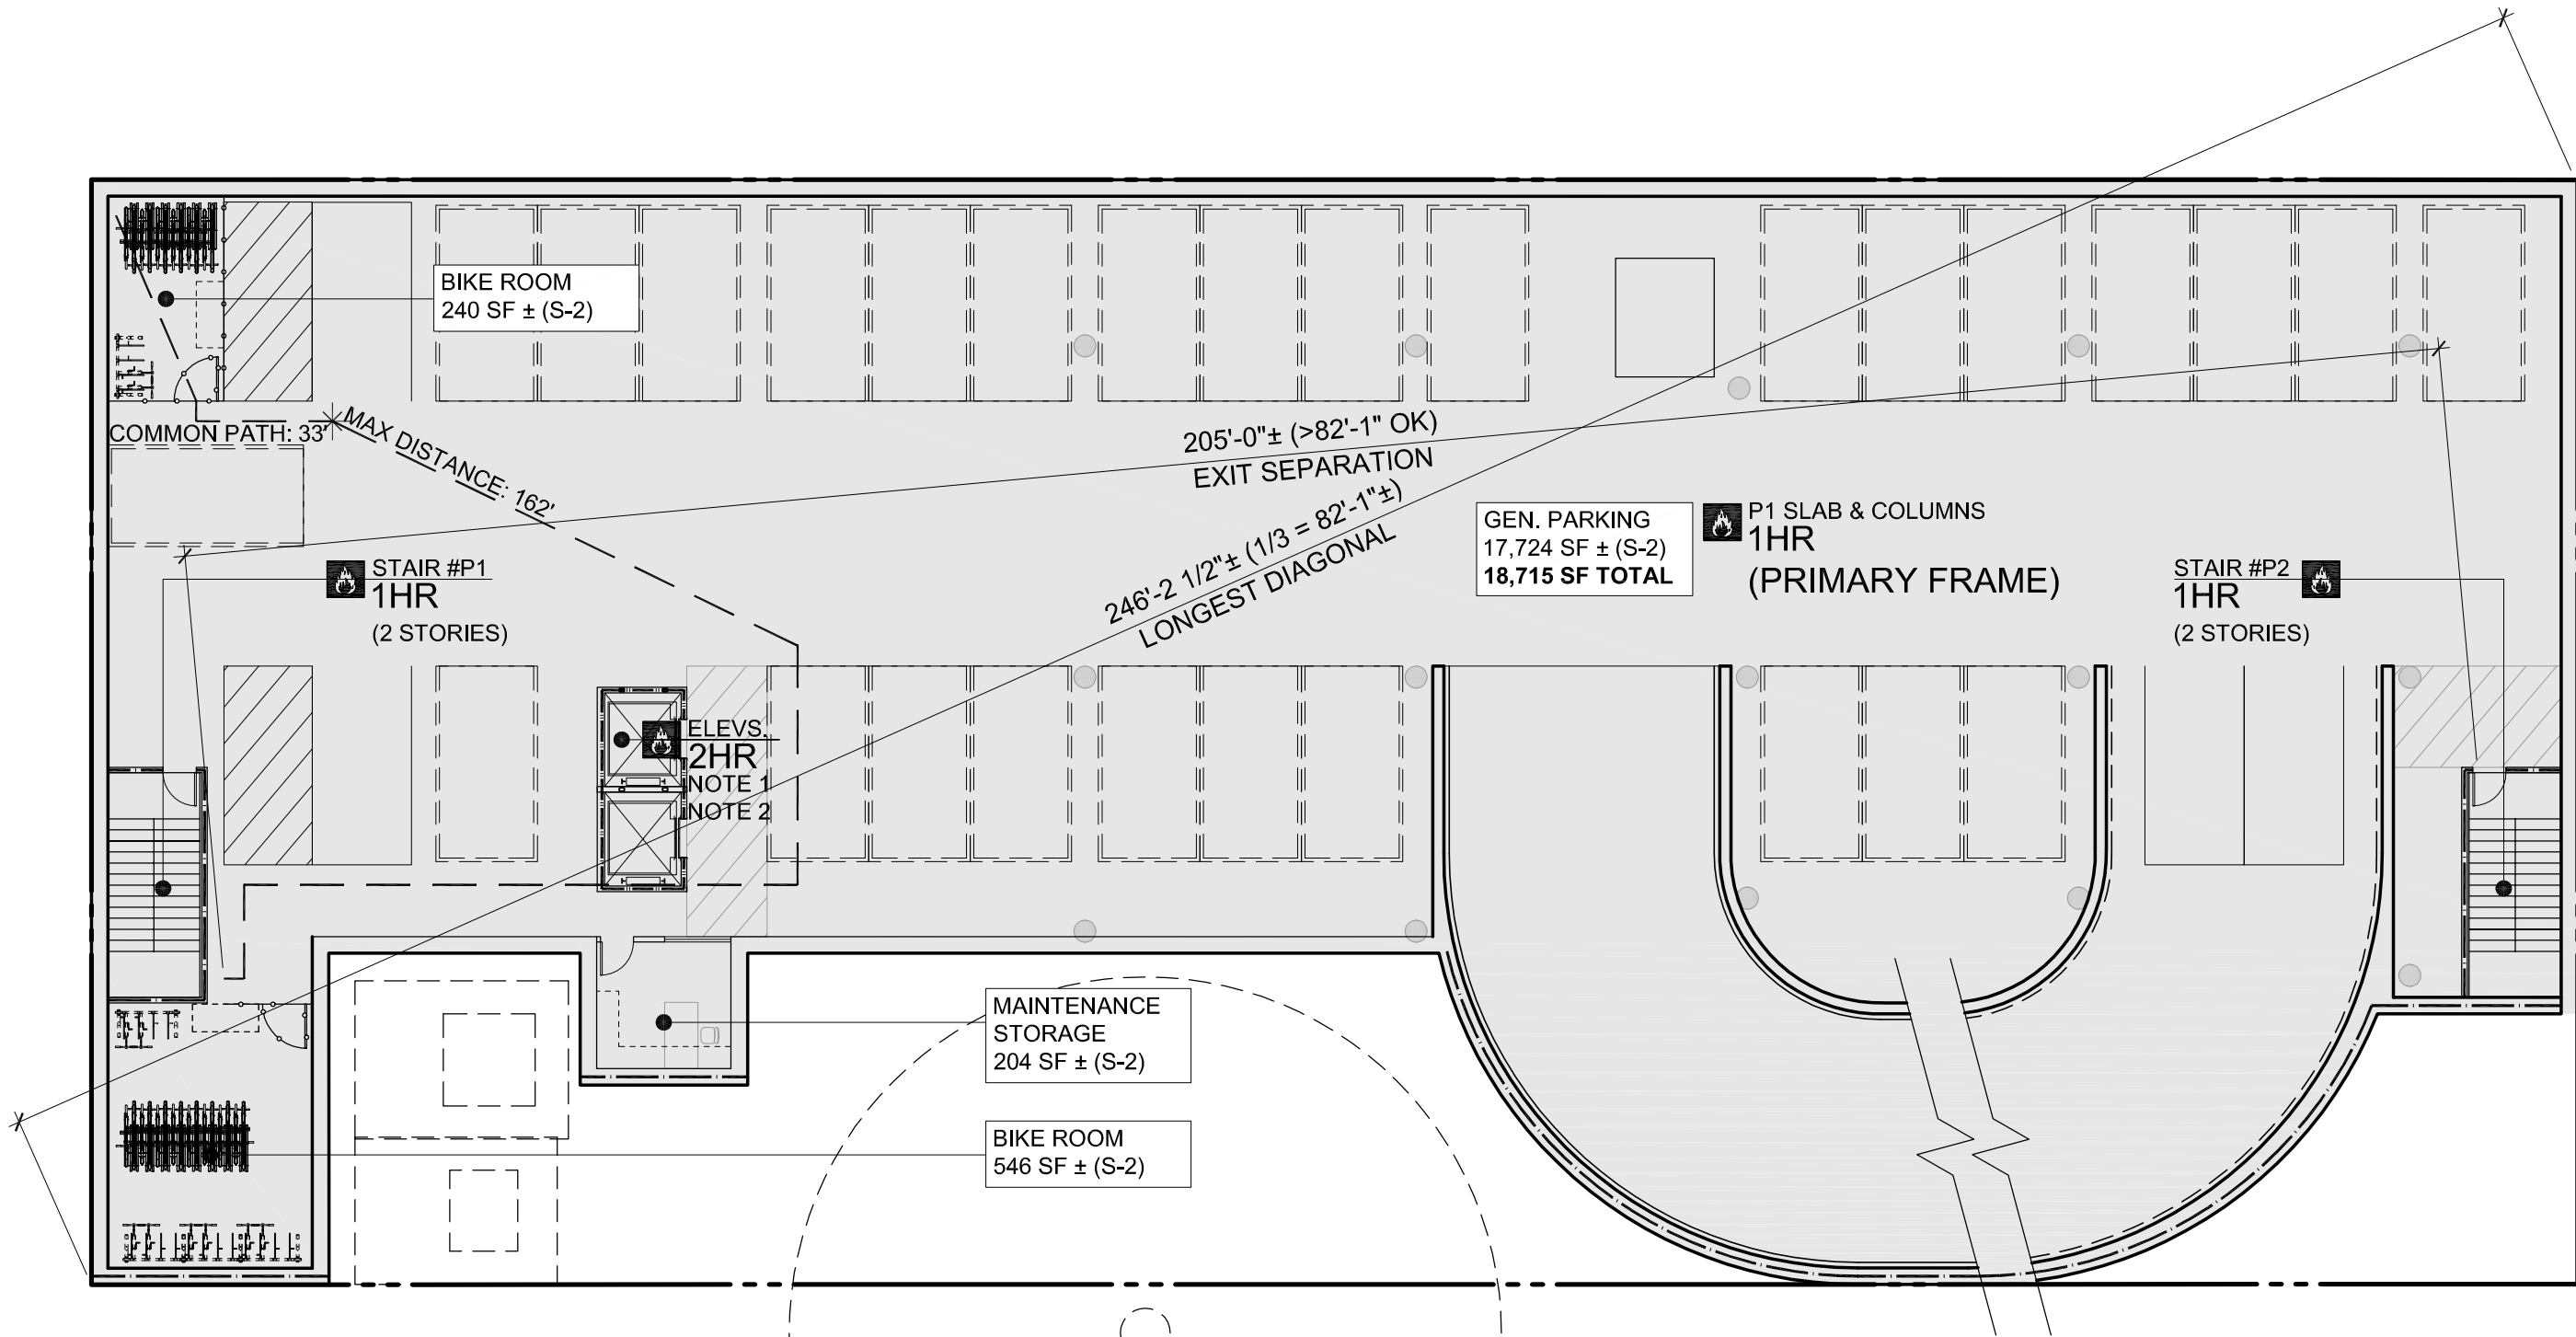 BIKE ROOM
240 SF ± (S-2)
COMMON PATH: 33'
MAX DISTANCE: 162'
205'-0"± (>82'-1" OK)
EXIT SEPARATION
246'-2 1/2"± (1/3 = 82'-1"±)
LONGEST DIAGONAL
GEN. PARKING
17,724 SF ± (S-2)
18,715 SF TOTAL
P1 SLAB & COLUMNS
1HR
(PRIMARY FRAME)
STAIR #P1
1HR
(2 STORIES)
STAIR #P2
1HR
(2 STORIES)
ELEVS.
2HR
NOTE 1
NOTE 2
MAINTENANCE
STORAGE
204 SF ± (S-2)
BIKE ROOM
546 SF ± (S-2)